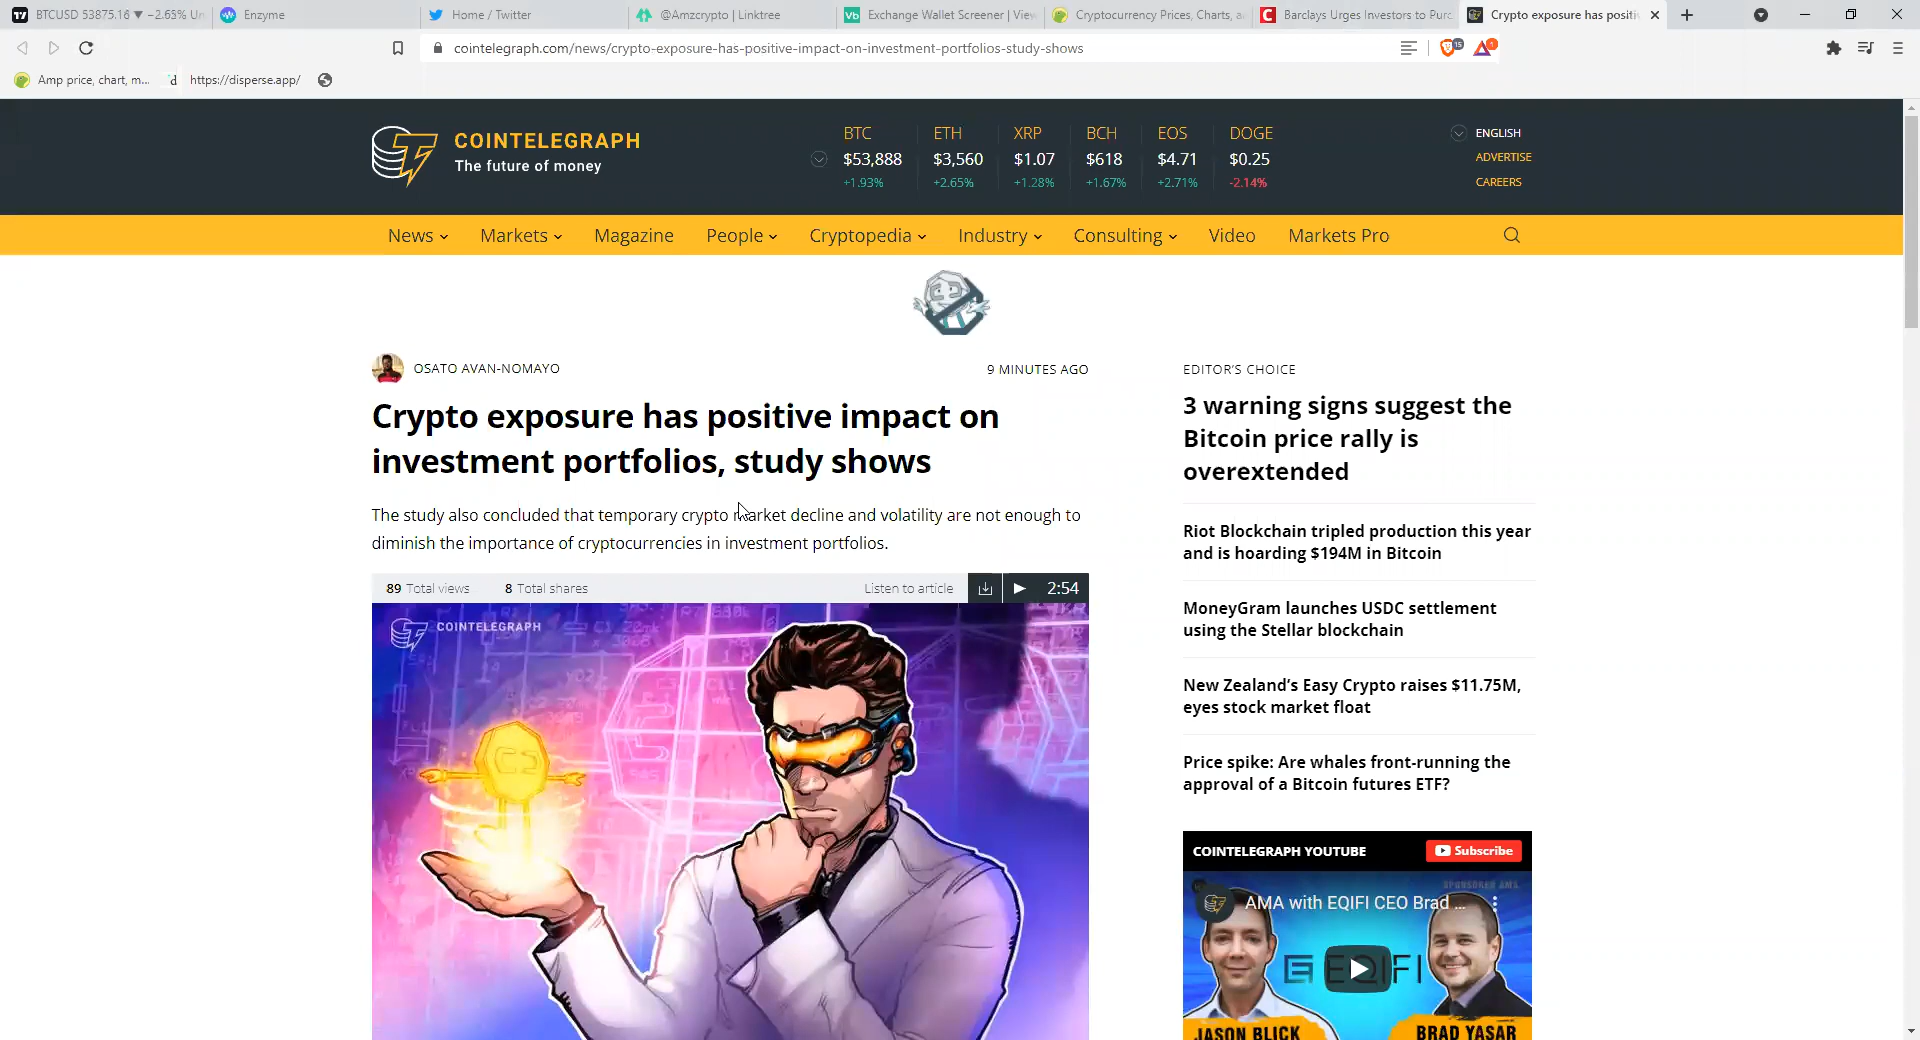 BTCUSD 53875.16 ▼ −2.65% Un
Enzyme
Home / Twitter
@Amzcrypto | Linktree
Exchange Wallet Screener | View
Cryptocurrency Prices, Charts, a
Barclays Urges Investors to Purc
Crypto exposure has positi
cointelegraph.com/news/crypto-exposure-has-positive-impact-on-investment-portfolios-study-shows
15
1
Amp price, chart, m...
d https://disperse.app/
COINTELEGRAPH
The future of money
BTC ETH XRP BCH EOS DOGE
$53,888 $3,560 $1.07 $618 $4.71 $0.25
+1.93% +2.65% +1.28% +1.67% +2.71% -2.14%
ENGLISH
ADVERTISE
CAREERS
News Markets Magazine People Cryptopedia Industry Consulting Video Markets Pro
OSATO AVAN-NOMAYO
9 MINUTES AGO
Crypto exposure has positive impact on
investment portfolios, study shows
The study also concluded that temporary crypto market decline and volatility are not enough to
diminish the importance of cryptocurrencies in investment portfolios.
89 Total views 8 Total shares Listen to article 2:54
COINTELEGRAPH
EDITOR'S CHOICE
3 warning signs suggest the
Bitcoin price rally is
overextended
Riot Blockchain tripled production this year
and is hoarding $194M in Bitcoin
MoneyGram launches USDC settlement
using the Stellar blockchain
New Zealand's Easy Crypto raises $11.75M,
eyes stock market float
Price spike: Are whales front-running the
approval of a Bitcoin futures ETF?
COINTELEGRAPH YOUTUBE
Subscribe
SPONSORED AMA
AMA with EQIFI CEO Brad ...
EQIFI
JASON BLICK
BRAD YASAR